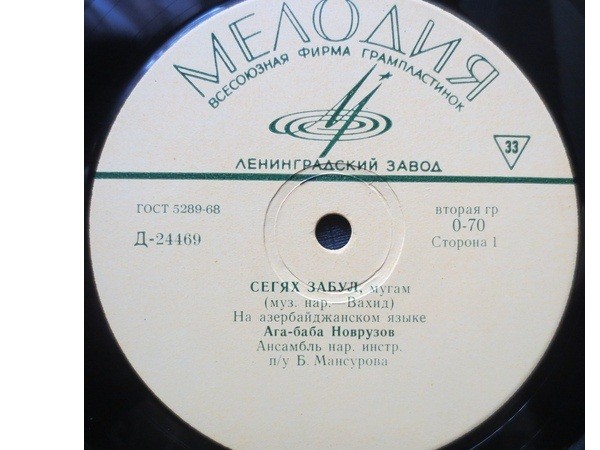 МЕЛОДИЯ
ВСЕСОЮЗНАЯ ФИРМА ГРАМПЛАСТИНОК
ЛЕНИНГРАДСКИЙ ЗАВОД
33
ГОСТ 5289-68
Д-24469
вторая гр
0-70
Сторона 1
СЕГЯХ ЗАБУЛ, мугам
(муз. нар.—Вахид)
На азербайджанском языке
Ага-баба Новрузов
Ансамбль нар. инстр.
п/у Б. Мансурова